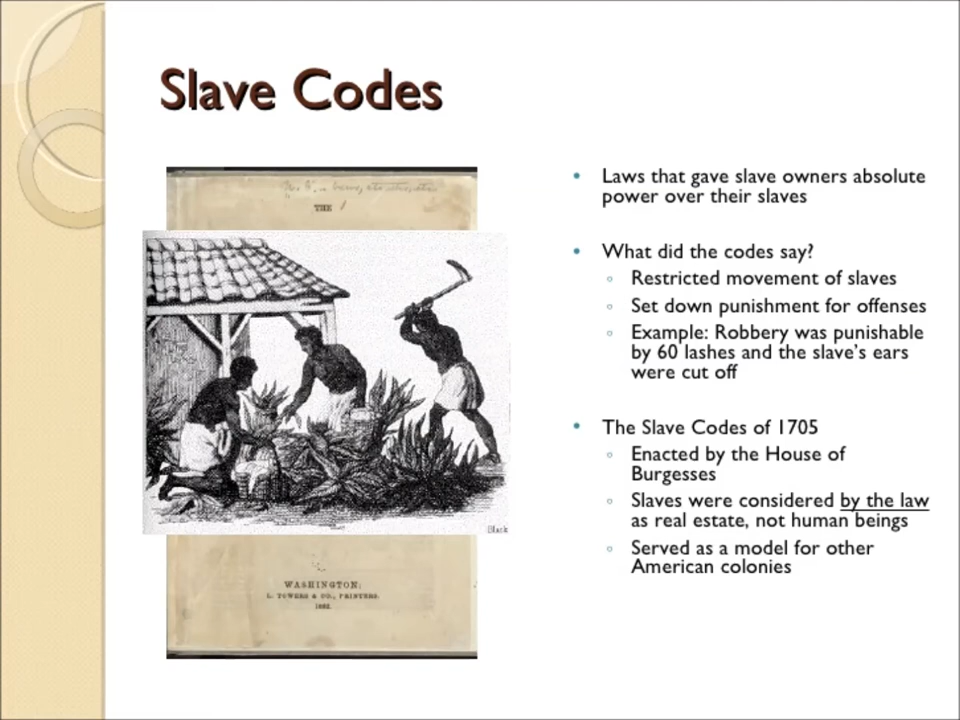 Slave Codes
THE
Black
WASHINGTON:
L. TOWERS & CO., PRINTERS.
1862.
• Laws that gave slave owners absolute
power over their slaves
• What did the codes say?
◦ Restricted movement of slaves
◦ Set down punishment for offenses
◦ Example: Robbery was punishable
by 60 lashes and the slave's ears
were cut off
• The Slave Codes of 1705
◦ Enacted by the House of
Burgesses
◦ Slaves were considered by the law
as real estate, not human beings
◦ Served as a model for other
American colonies